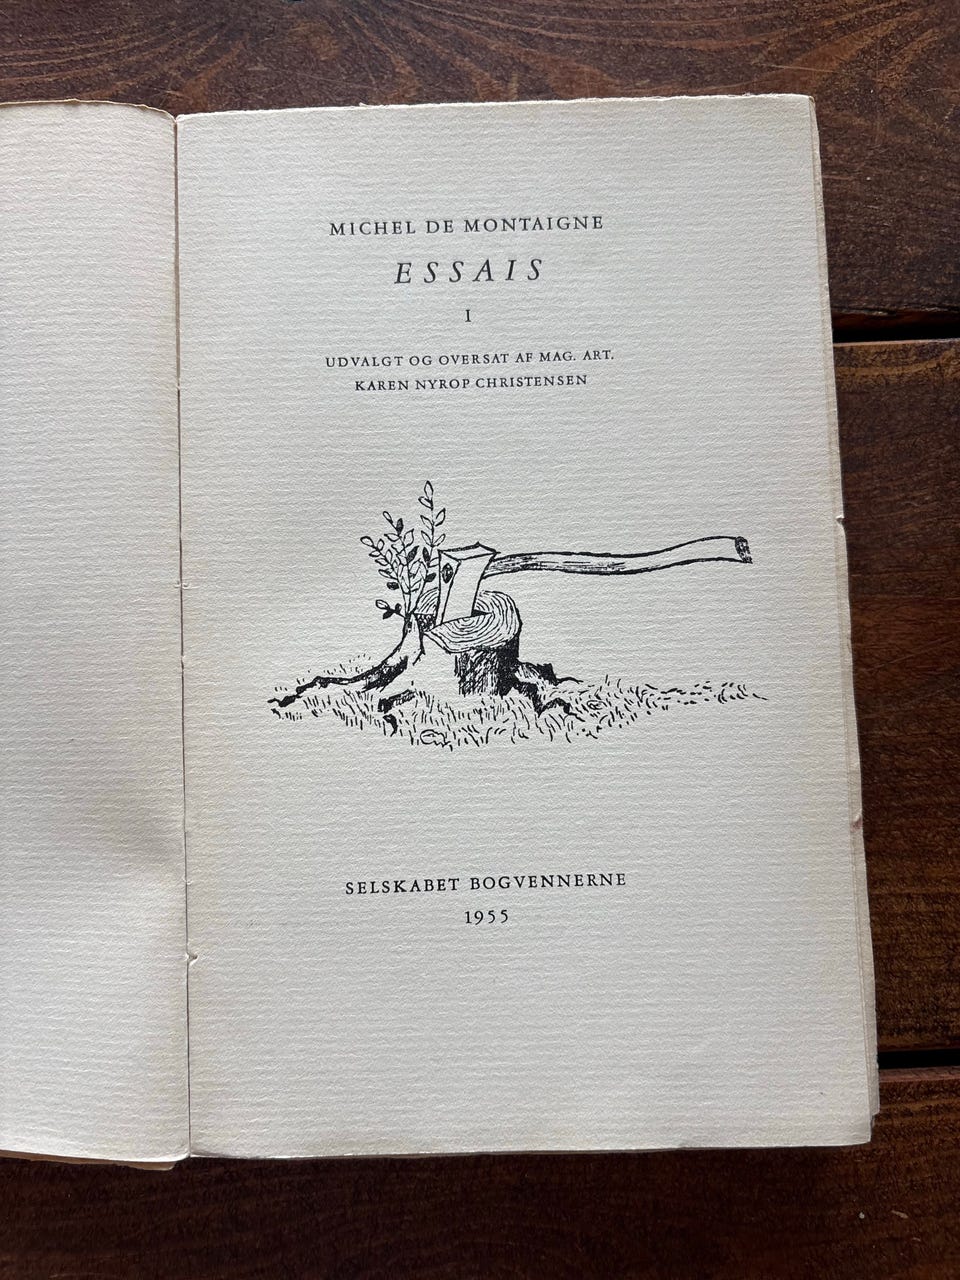 MICHEL DE MONTAIGNE
ESSAIS
I
UDVALGT OG OVERSAT AF MAG. ART.
KAREN NYROP CHRISTENSEN
SELSKABET BOGVENNERNE
1955